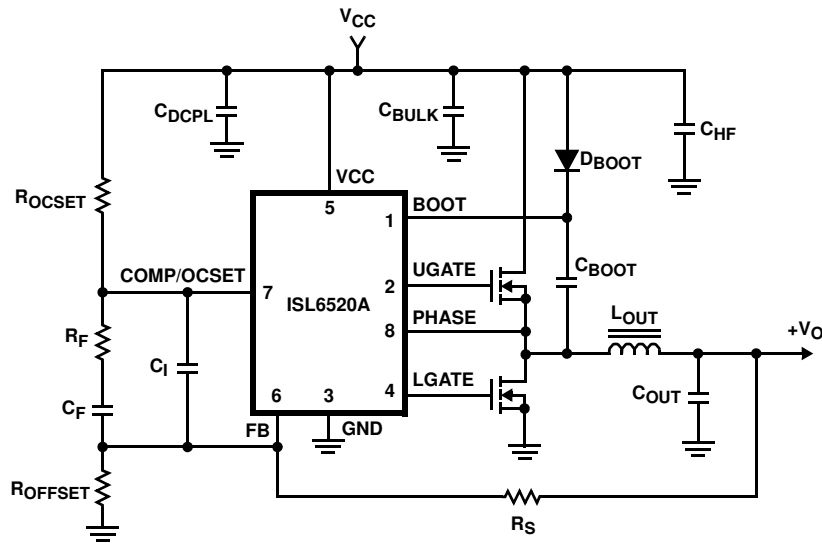 VCC
CDCPL
CBULK
CHF
DBOOT
ROCSET
VCC
5
BOOT
1
CBOOT
COMP/OCSET
7
ISL6520A
UGATE
2
PHASE
8
LOUT
+VO
RF
CI
LGATE
4
COUT
CF
6
3
FB
GND
ROFFSET
RS